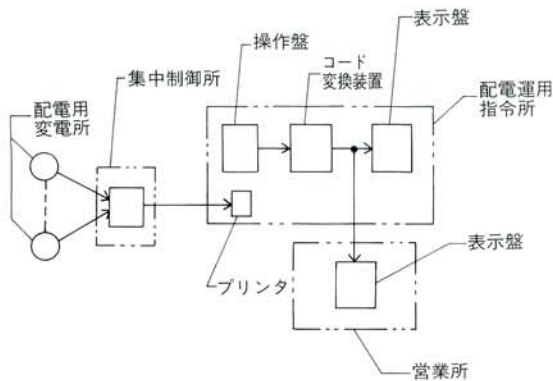 表示盤
操作盤
コード
変換装置
集中制御所
配電用
変電所
配電運用
指令所
プリンタ
表示盤
営業所